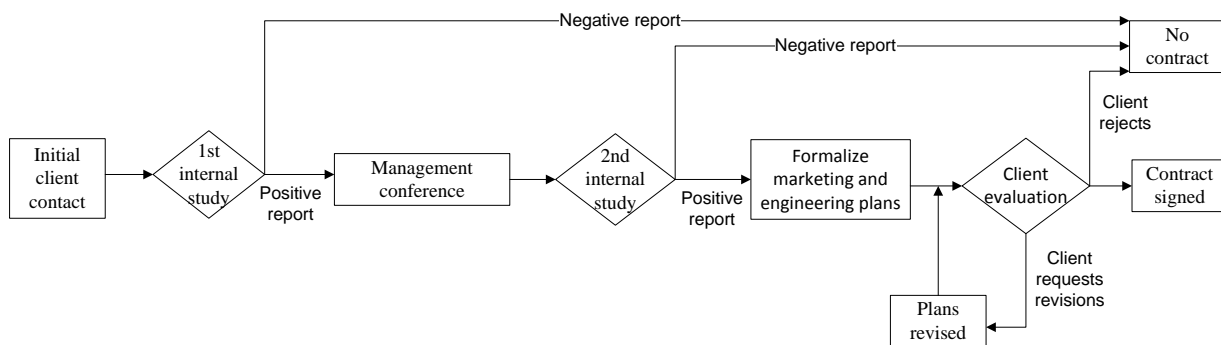 Negative report
No
contract
Negative report
Client
rejects
Initial
client
contact
1st
internal
study
Positive
report
Management
conference
2nd
internal
study
Positive
report
Formalize
marketing and
engineering plans
Client
evaluation
Contract
signed
Client
requests
revisions
Plans
revised